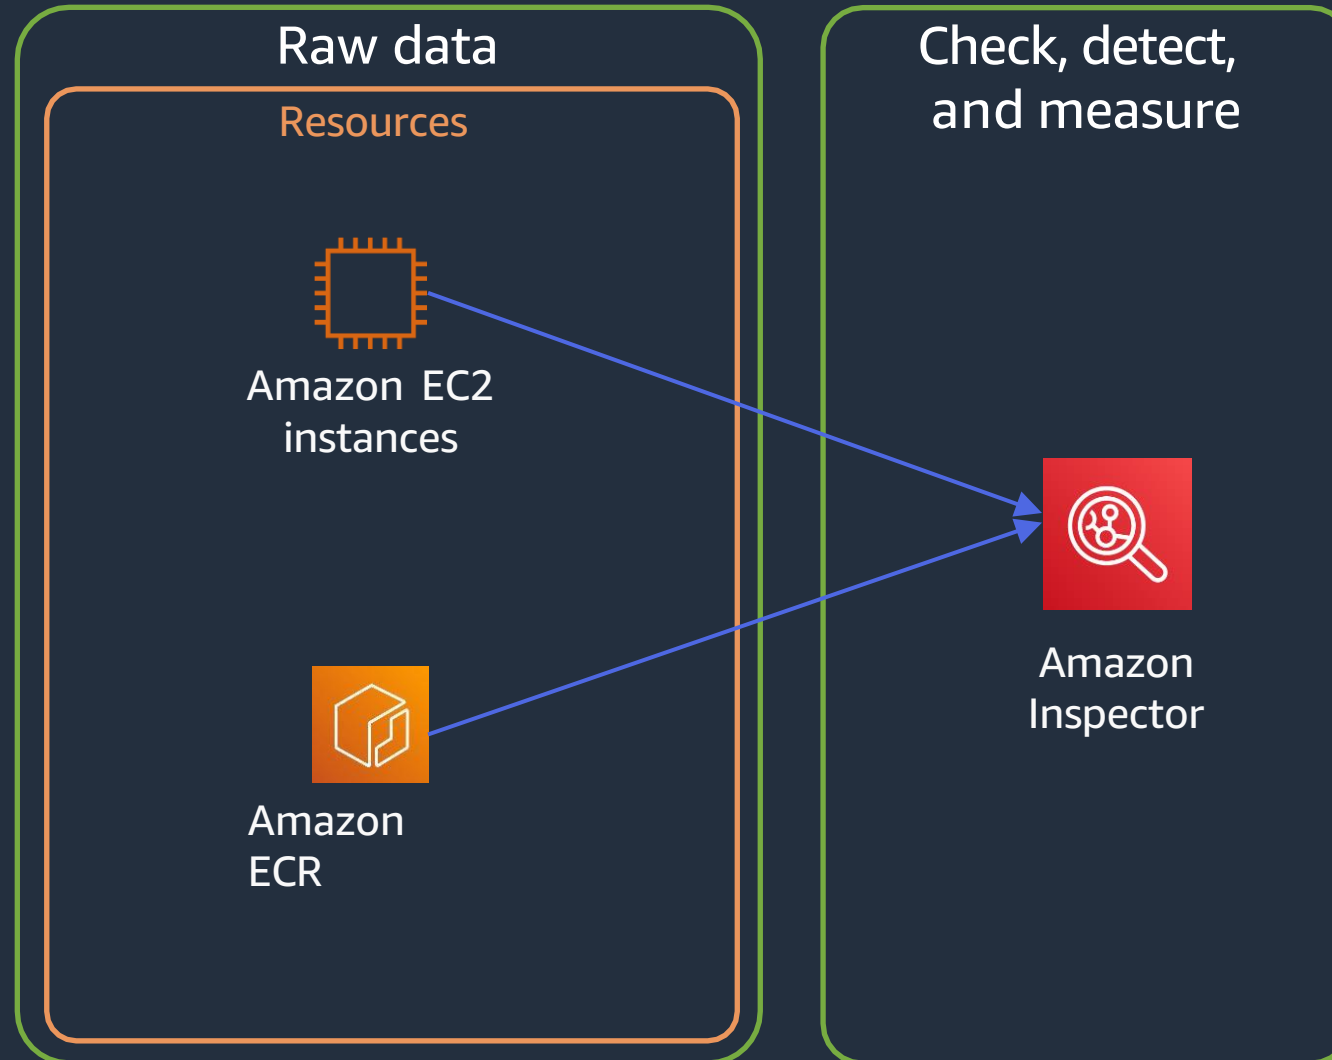 Raw data
Resources
Amazon EC2
instances
Amazon
ECR
Check, detect,
and measure
Amazon
Inspector